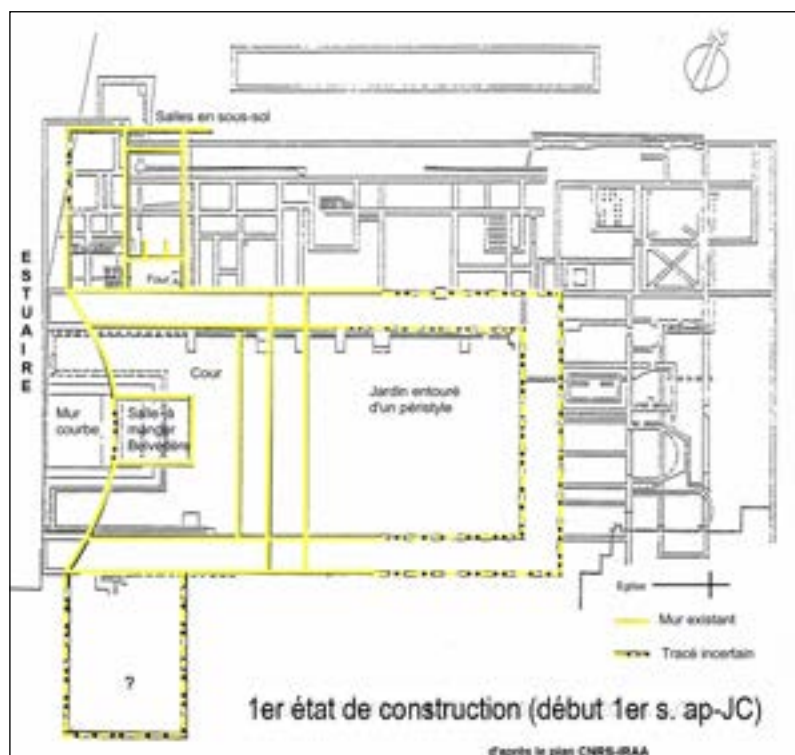 Salles en sous-sol
ESTUAIRE
Four
Cour
Jardin entouré
d'un péristyle
Mur
courbe
Salle à
manger
Belvédère
Eglise
Mur existant
Tracé incertain
?
1er état de construction (début 1er s. ap-JC)
d'après le plan CNRS-IRAA